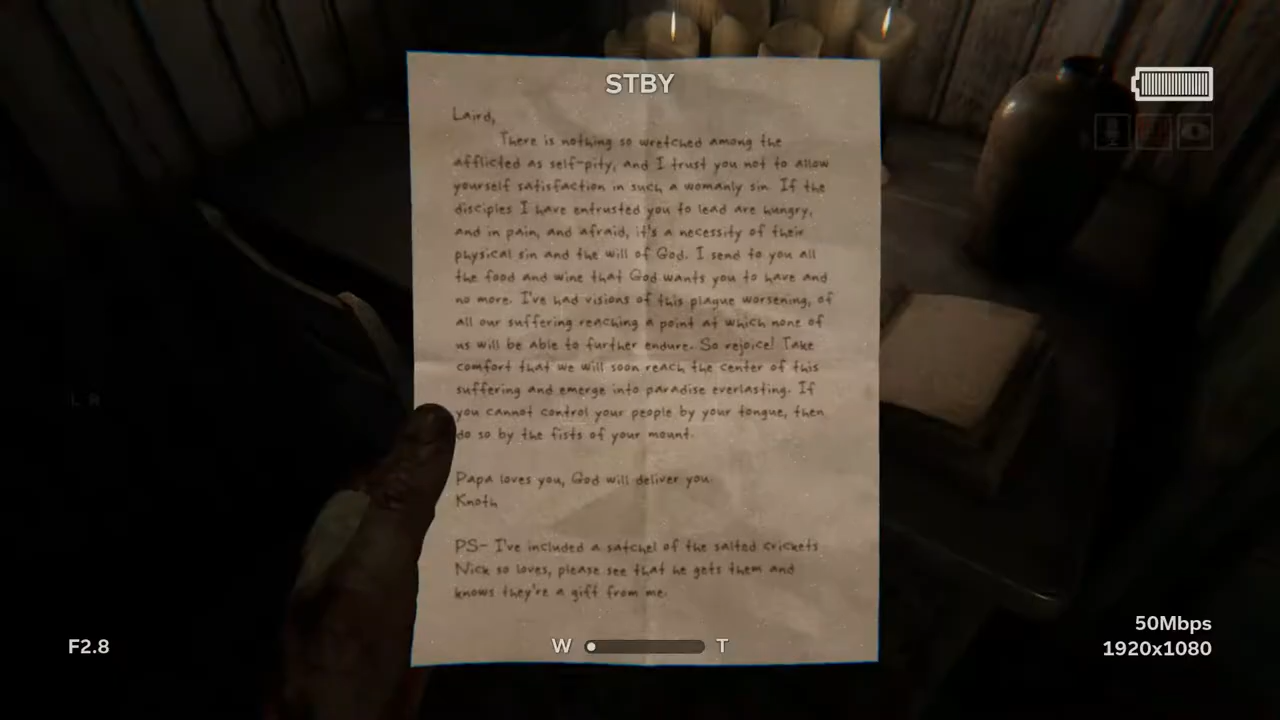 STBY
Laird,
There is nothing so wretched among the
afflicted as self-pity, and I trust you not to allow
yourself satisfaction in such a womanly sin. If the
disciples I have entrusted you to lead are hungry,
and in pain, and afraid, it's a necessity of their
physical sin and the will of God. I send to you all
the food and wine that God wants you to have and
no more. I've had visions of this plague worsening, of
all our suffering reaching a point at which none of
us will be able to further endure. So rejoice! Take
comfort that we will soon reach the center of this
suffering and emerge into paradise everlasting. If
you cannot control your people by your tongue, then
do so by the fists of your mount.
Papa loves you, God will deliver you.
Knoth
PS- I've included a satchel of the salted crickets
Nick so loves, please see that he gets them and
knows they're a gift from me.
L R
F2.8
W T
50Mbps
1920x1080